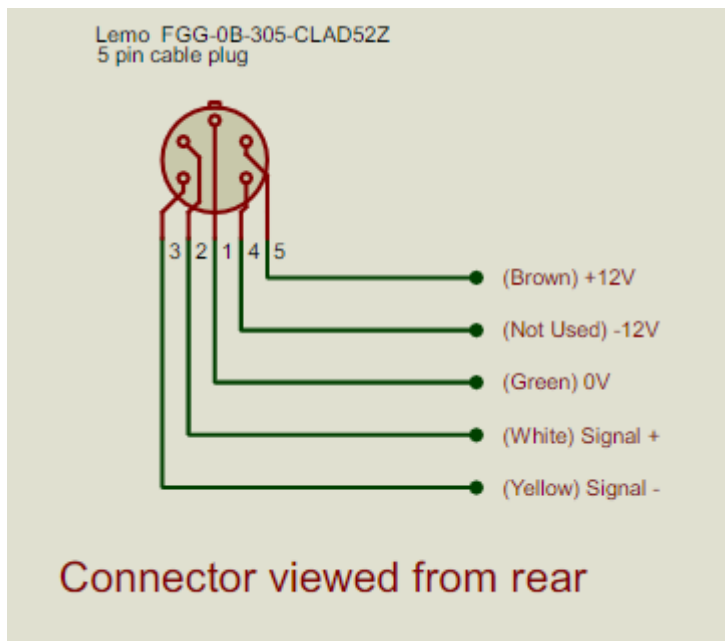 Lemo FGG-0B-305-CLAD52Z
5 pin cable plug
3 2 1 4 5
(Brown) +12V
(Not Used) -12V
(Green) 0V
(White) Signal +
(Yellow) Signal -
Connector viewed from rear